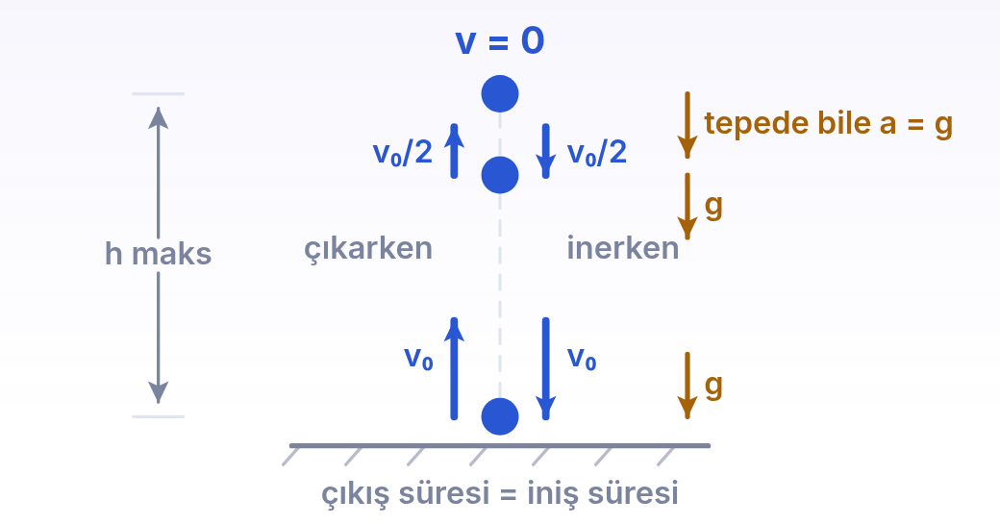 v = 0
tepede bile a = g
v₀/2
v₀/2
g
h maks
çıkarken
inerken
v₀
v₀
g
çıkış süresi = iniş süresi